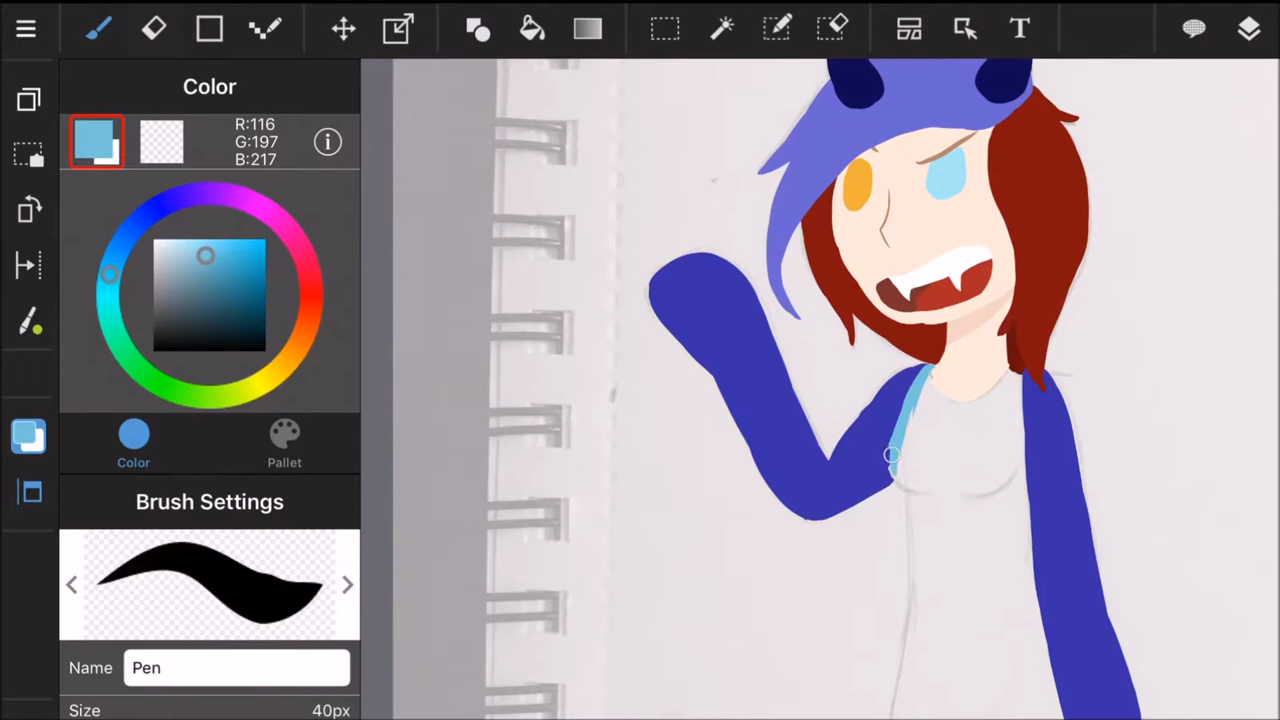 T
Color
R:116
G:197
B:217
i
Color
Pallet
Brush Settings
Name
Pen
Size
40px